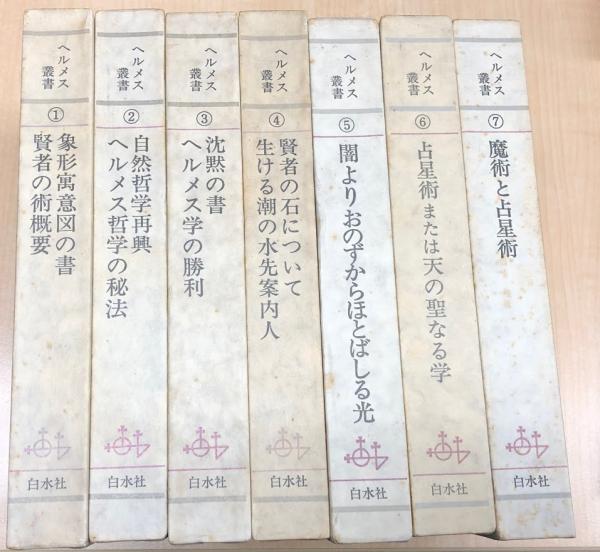 ヘルメス
叢書
①
象形寓意図の書
賢者の術概要
白水社
ヘルメス
叢書
②
自然哲学再興
ヘルメス哲学の秘法
白水社
ヘルメス
叢書
③
沈黙の書
ヘルメス学の勝利
白水社
ヘルメス
叢書
④
賢者の石について
生ける潮の水先案内人
白水社
ヘルメス
叢書
⑤
闇よりおのずからほとばしる光
白水社
ヘルメス
叢書
⑥
占星術または天の聖なる学
白水社
ヘルメス
叢書
⑦
魔術と占星術
白水社